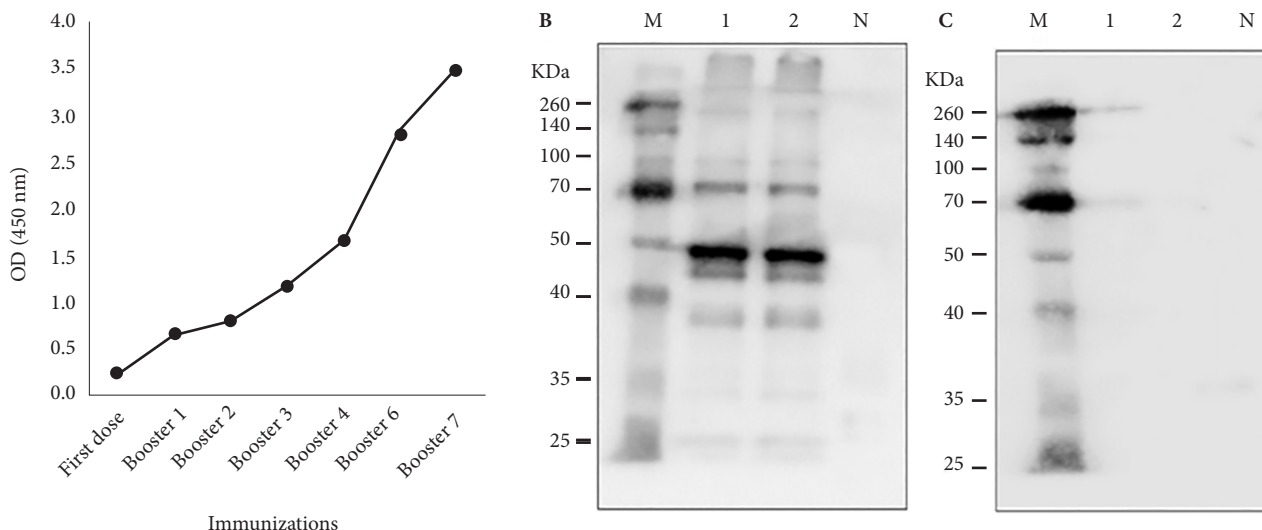 4.0
3.5
3.0
2.5
2.0
1.5
1.0
0.5
0.0
OD (450 nm)
First dose
Booster 1
Booster 2
Booster 3
Booster 4
Booster 6
Booster 7
Immunizations
B M 1 2 N
KDa
260
140
100
70
50
40
35
25
C M 1 2 N
KDa
260
140
100
70
50
40
35
25